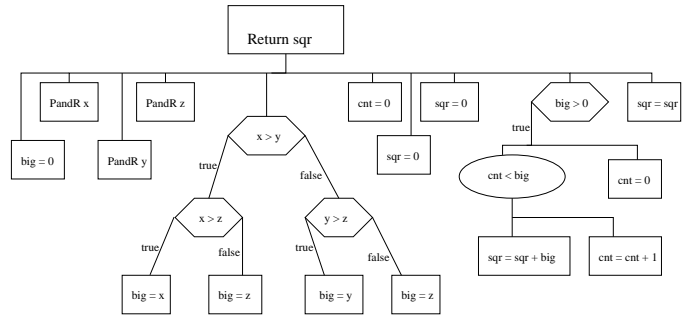 Return sqr
PandR x
PandR z
cnt = 0
sqr = 0
big > 0
sqr = sqr
big = 0
PandR y
x > y
sqr = 0
true
true
false
cnt < big
cnt = 0
x > z
y > z
true
false
true
false
sqr = sqr + big
cnt = cnt + 1
big = x
big = z
big = y
big = z